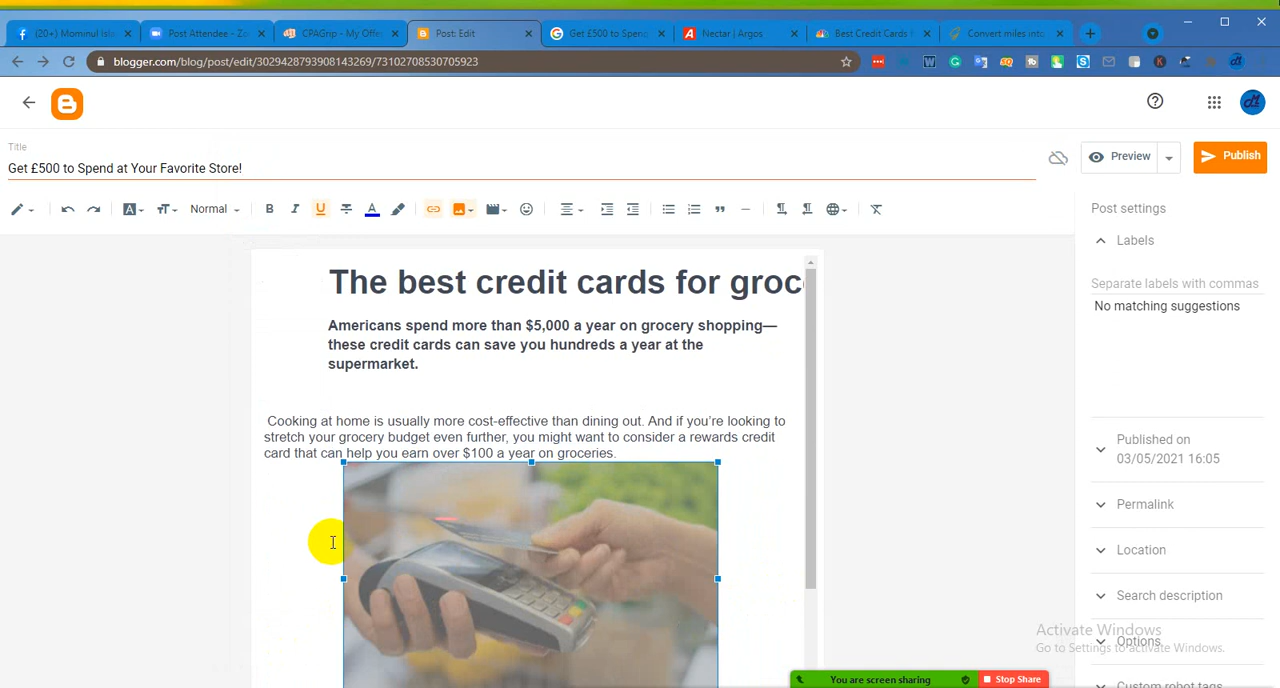 (20+) Mominul Isla
Post Attendee - Zo
CPAGrip - My Offe
Post: Edit
Get £500 to Spend
Nectar | Argos
Best Credit Cards
Convert miles into
blogger.com/blog/post/edit/3029428793908143269/73102708530705923
Title
Get £500 to Spend at Your Favorite Store!
Preview
Publish
Normal
Post settings
Labels
Separate labels with commas
No matching suggestions
The best credit cards for groc
Americans spend more than $5,000 a year on grocery shopping—
these credit cards can save you hundreds a year at the
supermarket.
Cooking at home is usually more cost-effective than dining out. And if you're looking to
stretch your grocery budget even further, you might want to consider a rewards credit
card that can help you earn over $100 a year on groceries.
Published on
03/05/2021 16:05
Permalink
Location
Search description
Activate Windows
Options
Go to Settings to activate Windows.
Custom robot tags
You are screen sharing
Stop Share